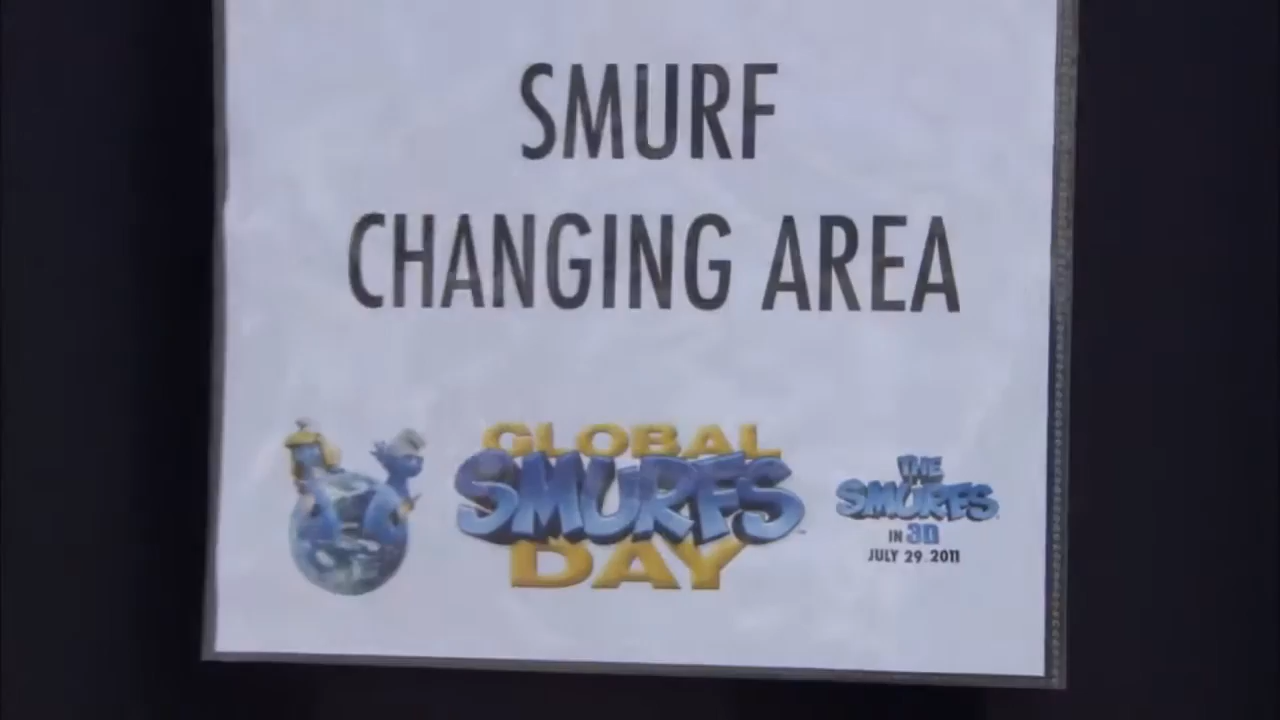 SMURF
CHANGING AREA
GLOBAL
SMURFS
DAY
THE
SMURFS
IN 3D
JULY 29.2011